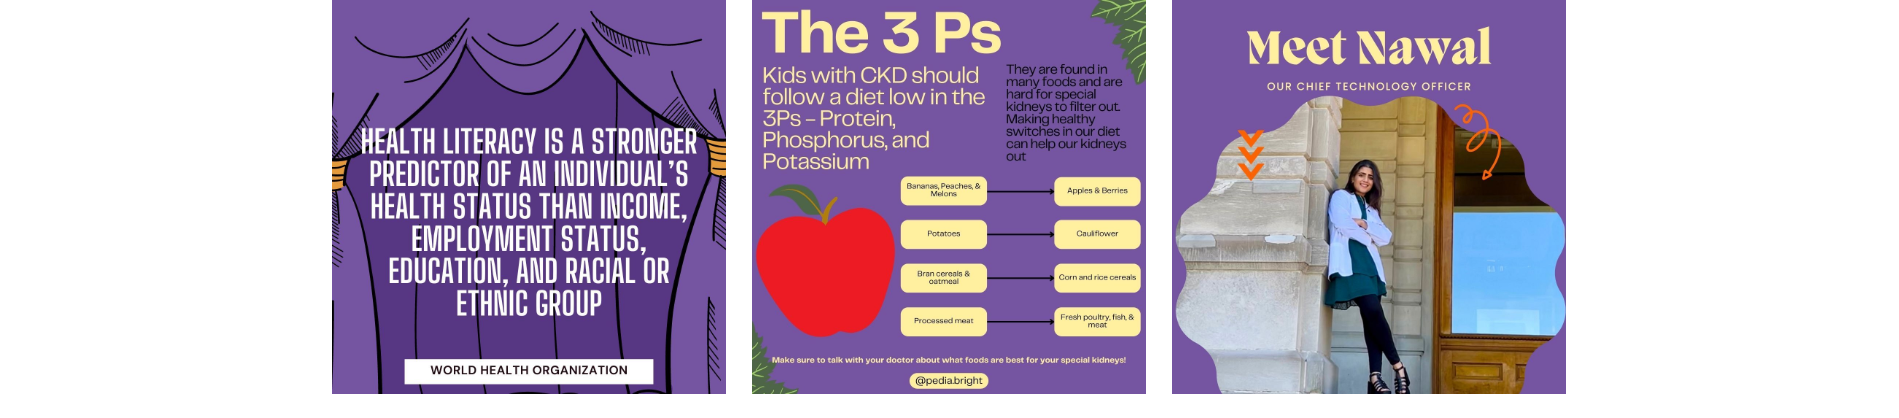 HEALTH LITERACY IS A STRONGER
PREDICTOR OF AN INDIVIDUAL'S
HEALTH STATUS THAN INCOME,
EMPLOYMENT STATUS,
EDUCATION, AND RACIAL OR
ETHNIC GROUP
WORLD HEALTH ORGANIZATION
The 3 Ps
Kids with CKD should
follow a diet low in the
3Ps – Protein,
Phosphorus, and
Potassium
They are found in
many foods and are
hard for special
kidneys to filter out.
Making healthy
switches in our diet
can help our kidneys
out
Bananas, Peaches, &
Melons
Apples & Berries
Potatoes
Cauliflower
Bran cereals &
oatmeal
Corn and rice cereals
Processed meat
Fresh poultry, fish, &
meat
Make sure to talk with your doctor about what foods are best for your special kidneys!
@pedia.bright
Meet Nawal
OUR CHIEF TECHNOLOGY OFFICER